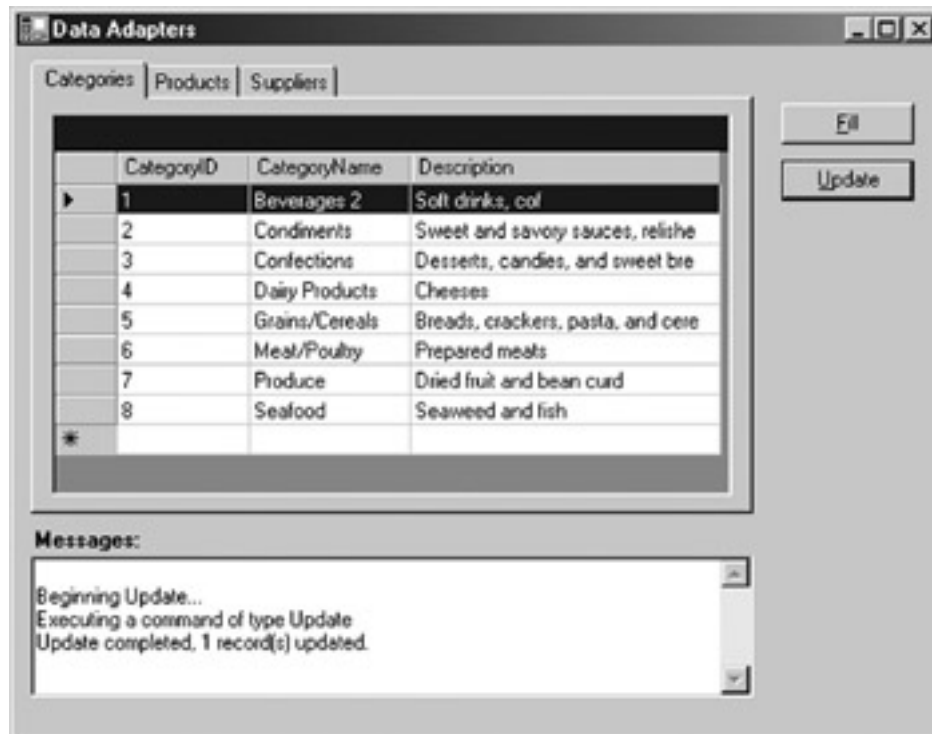 Data Adapters
Categories Products Suppliers
Fill
Update
CategoryID CategoryName Description
1 Beverages 2 Soft drinks, cof
2 Condiments Sweet and savory sauces, relishe
3 Confections Desserts, candies, and sweet bre
4 Dairy Products Cheeses
5 Grains/Cereals Breads, crackers, pasta, and cere
6 Meat/Poultry Prepared meats
7 Produce Dried fruit and bean curd
8 Seafood Seaweed and fish
Messages:
Beginning Update...
Executing a command of type Update
Update completed, 1 record(s) updated.